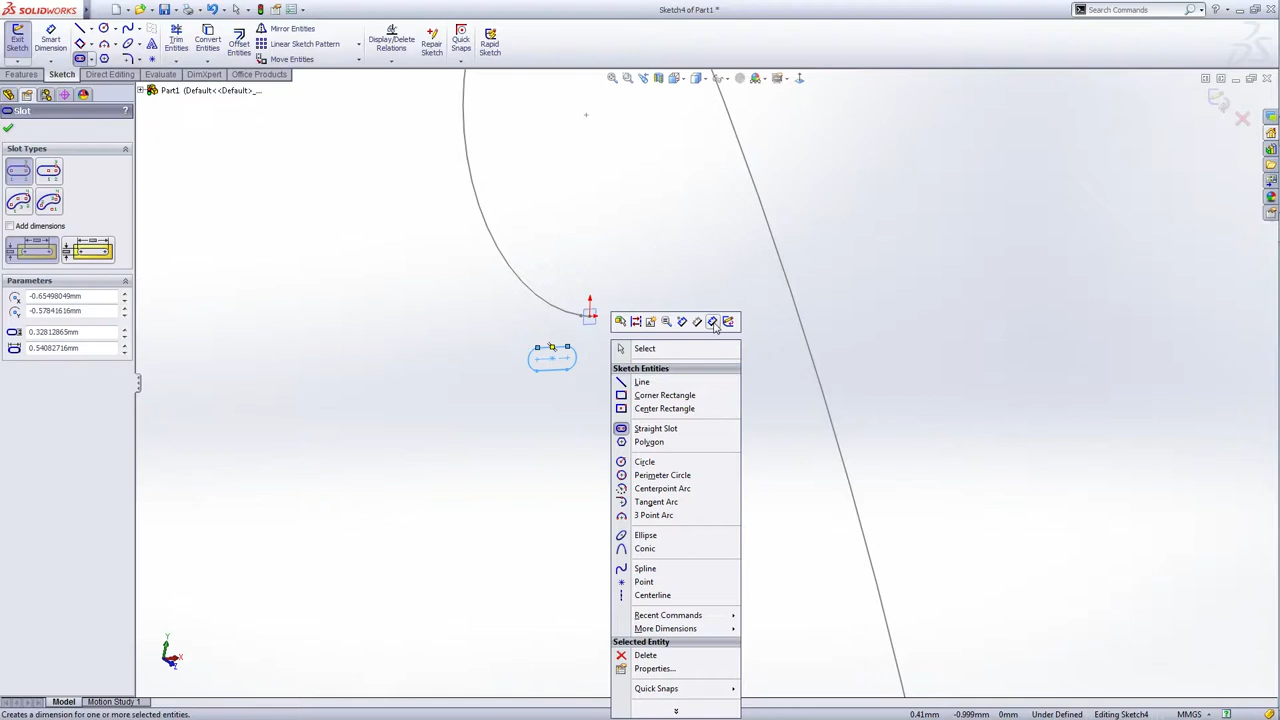 SOLIDWORKS
Sketch4 of Part1 *
Search Commands
Exit Sketch
Smart Dimension
Trim Entities
Convert Entities
Offset Entities
Mirror Entities
Linear Sketch Pattern
Move Entities
Display/Delete Relations
Repair Sketch
Quick Snaps
Rapid Sketch
Features
Sketch
Evaluate
DimXpert
Office Products
Direct Editing
Part1 (Default<<Default>_...
Slot
?
Slot Types
Add dimensions
Parameters
-0.65498049mm
-0.57841616mm
0.32812865mm
0.54082716mm
Select
Sketch Entities
Line
Corner Rectangle
Center Rectangle
Straight Slot
Polygon
Circle
Perimeter Circle
Centerpoint Arc
Tangent Arc
3 Point Arc
Ellipse
Conic
Spline
Point
Centerline
Recent Commands
More Dimensions
Selected Entity
Delete
Properties...
Quick Snaps
Y
X
Z
Model
Motion Study 1
Creates a dimension for one or more selected entities.
0.41mm
-0.999mm
0mm
Under Defined
Editing Sketch4
MMGS